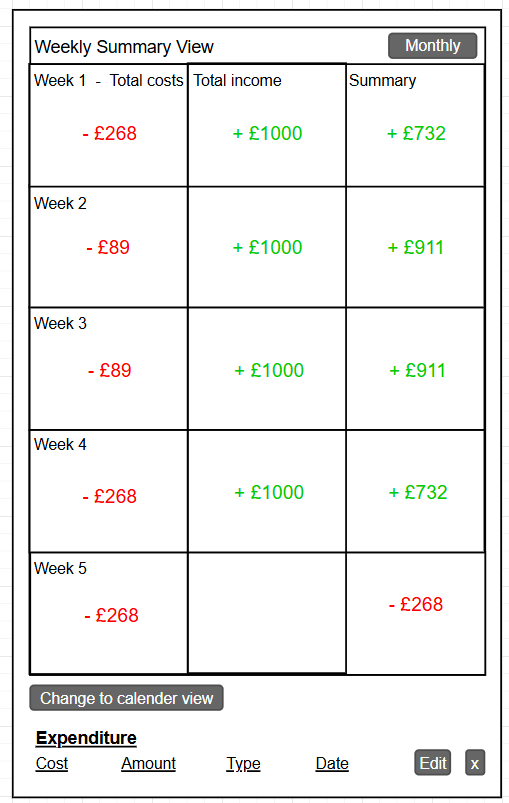 Weekly Summary View Monthly
Week 1 - Total costs Total income Summary
- £268 + £1000 + £732
Week 2
- £89 + £1000 + £911
Week 3
- £89 + £1000 + £911
Week 4
- £268 + £1000 + £732
Week 5
- £268 - £268
Change to calender view
Expenditure
Cost Amount Type Date Edit x